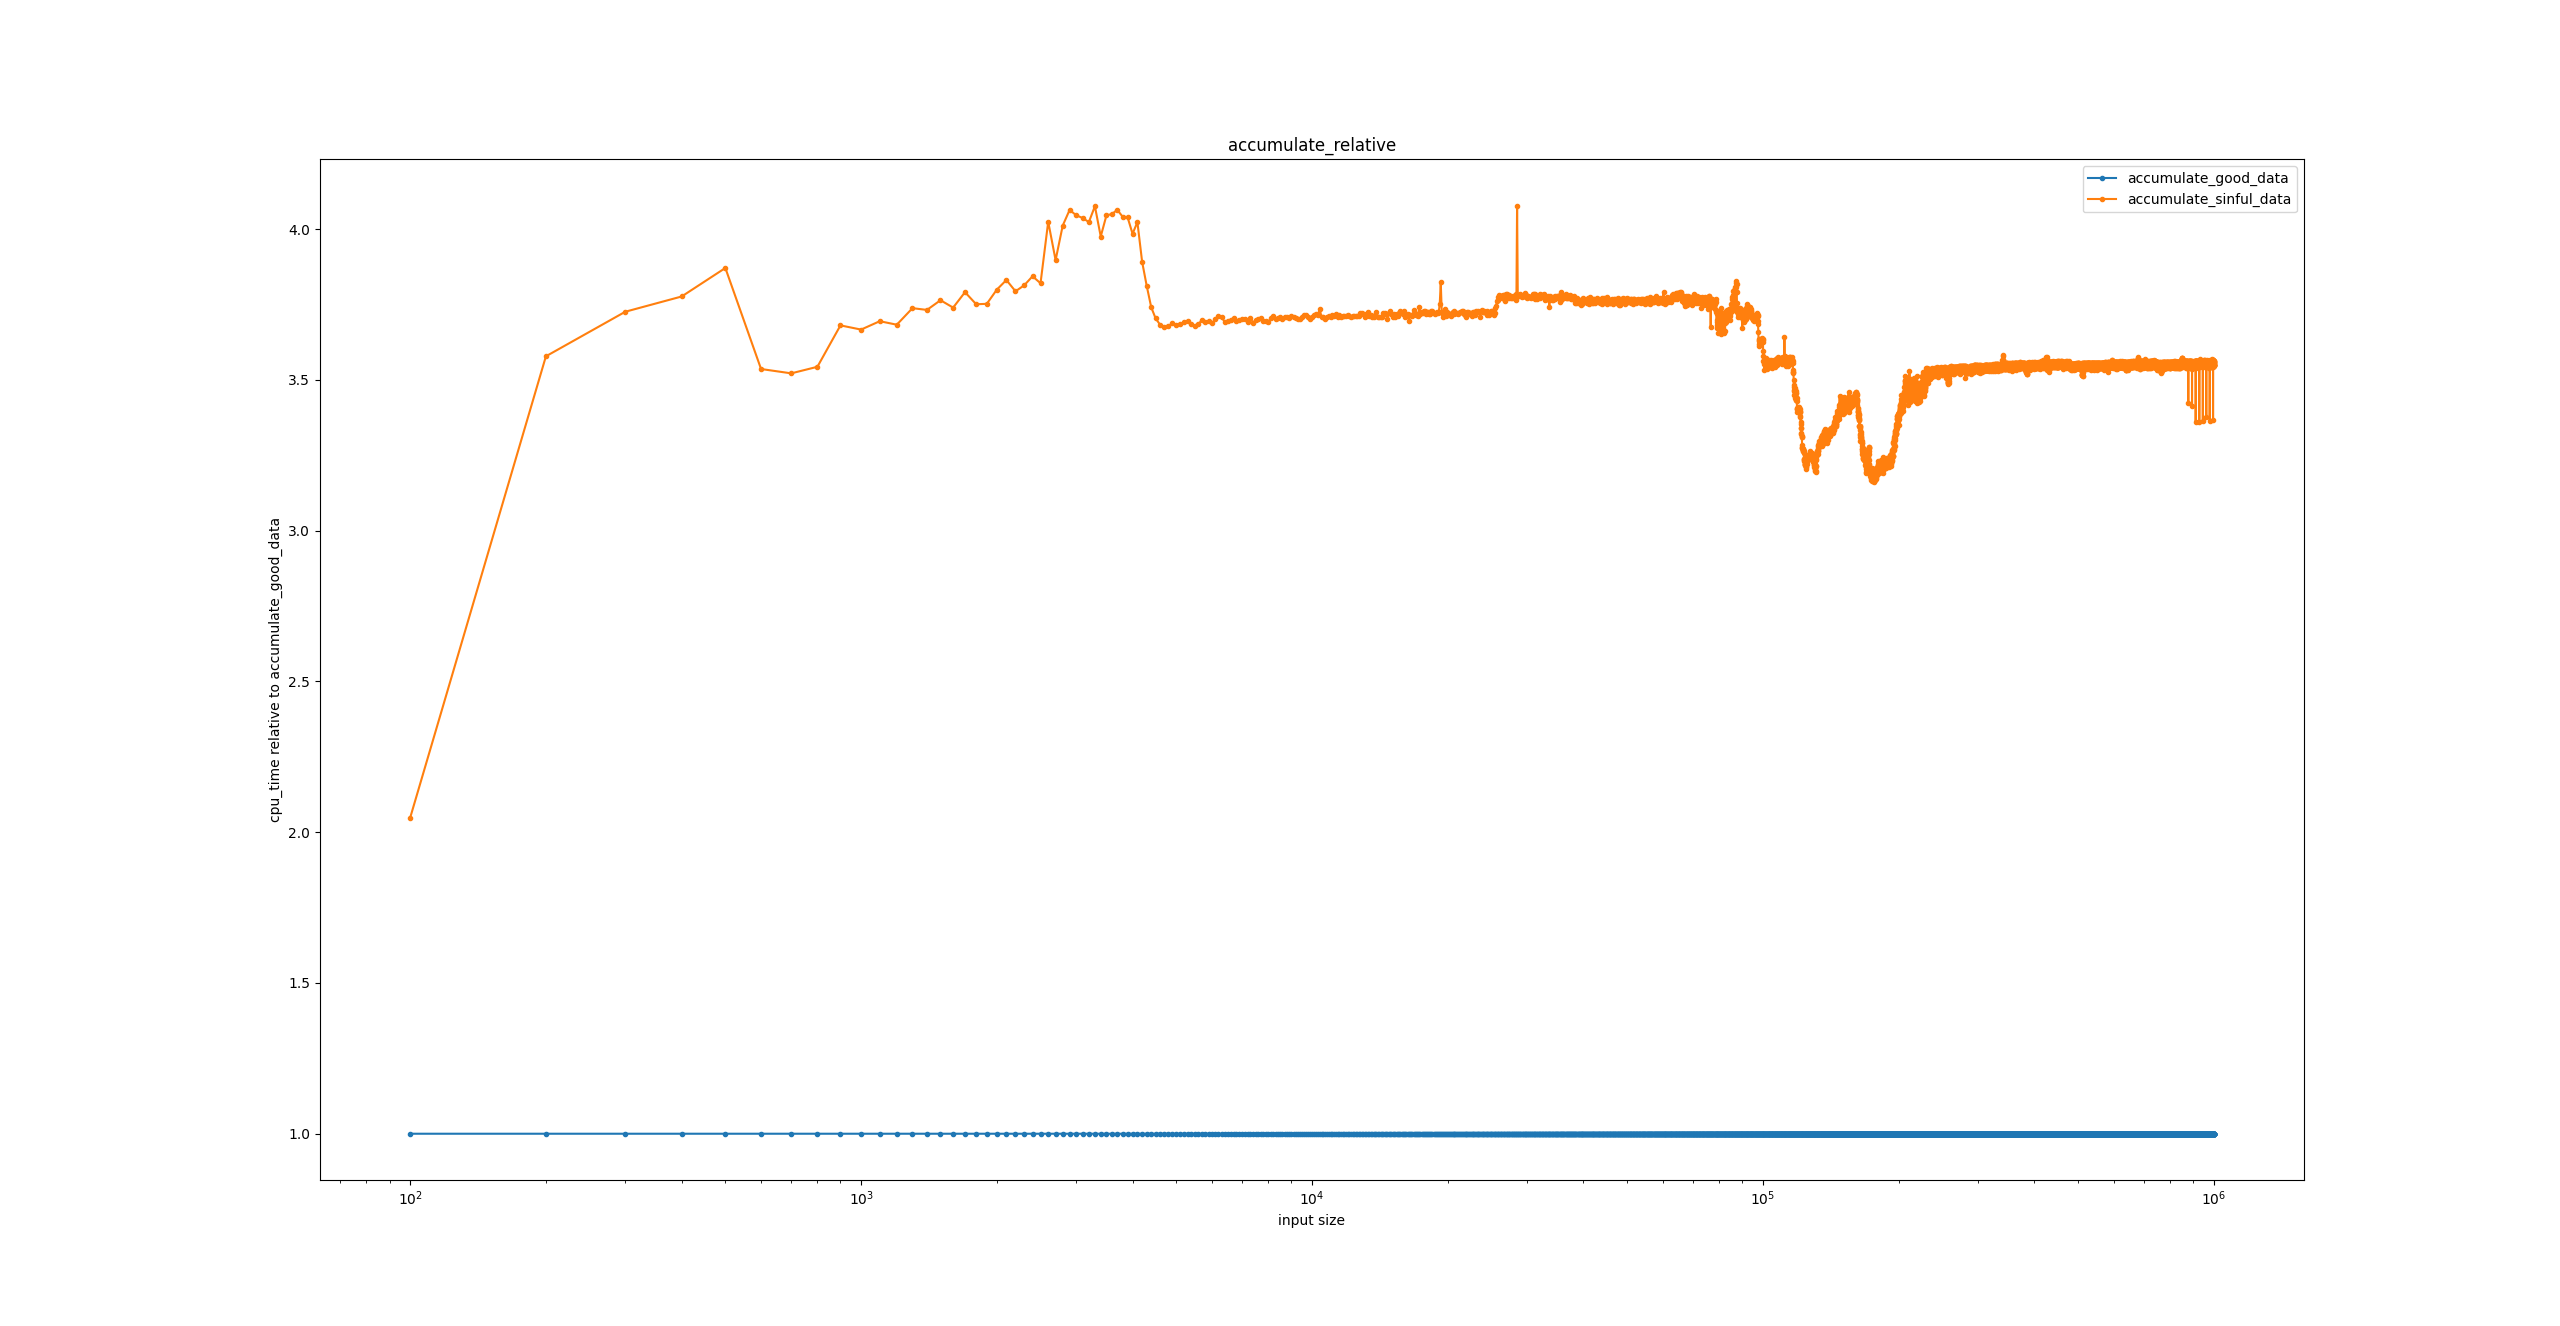 accumulate_relative
accumulate_good_data
accumulate_sinful_data
cpu_time relative to accumulate_good_data
4.0
3.5
3.0
2.5
2.0
1.5
1.0
10²
10³
10⁴
10⁵
10⁶
input size